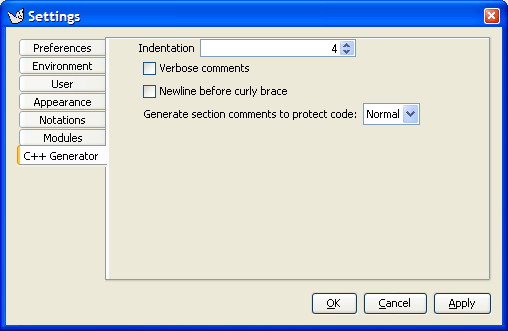 Settings
Preferences
Environment
User
Appearance
Notations
Modules
C++ Generator
Indentation 4
Verbose comments
Newline before curly brace
Generate section comments to protect code: Normal
OK Cancel Apply